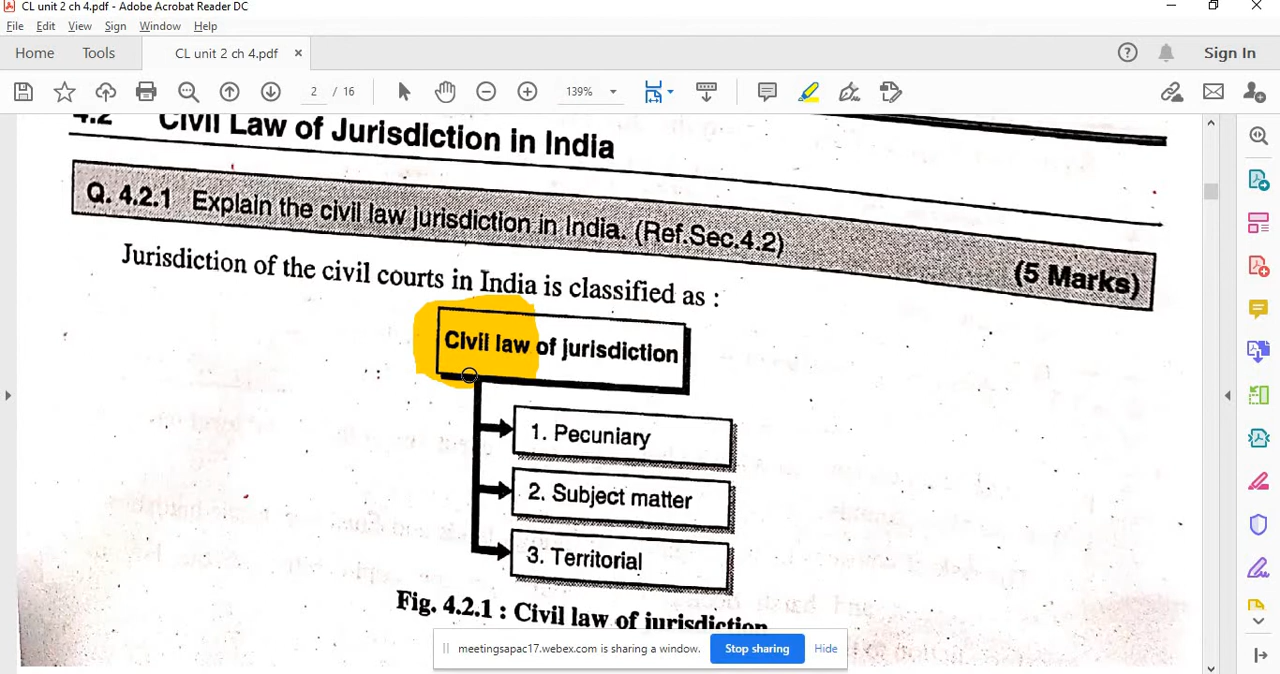 CL unit 2 ch 4.pdf - Adobe Acrobat Reader DC
File Edit View Sign Window Help
Home Tools CL unit 2 ch 4.pdf × Sign In
2 / 16 139%
4.2 Civil Law of Jurisdiction in India
Q. 4.2.1 Explain the civil law jurisdiction in India. (Ref.Sec.4.2)
(5 Marks)
Jurisdiction of the civil courts in India is classified as :
Civil law of jurisdiction
1. Pecuniary
2. Subject matter
3. Territorial
Fig. 4.2.1 : Civil law of jurisdiction
meetingsapac17.webex.com is sharing a window. Stop sharing Hide